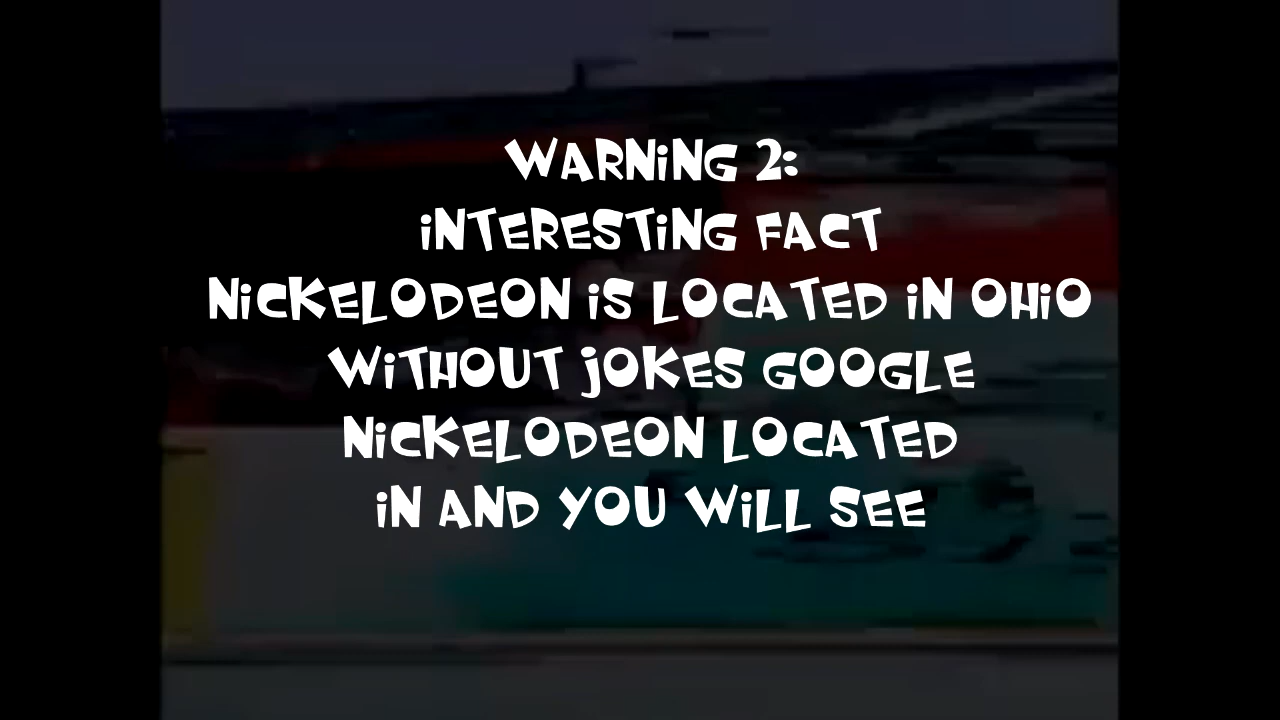 WARNING 2:
INTERESTING FACT
NICKELODEON IS LOCATED IN OHIO
WITHOUT JOKES GOOGLE
NICKELODEON LOCATED
IN AND YOU WILL SEE